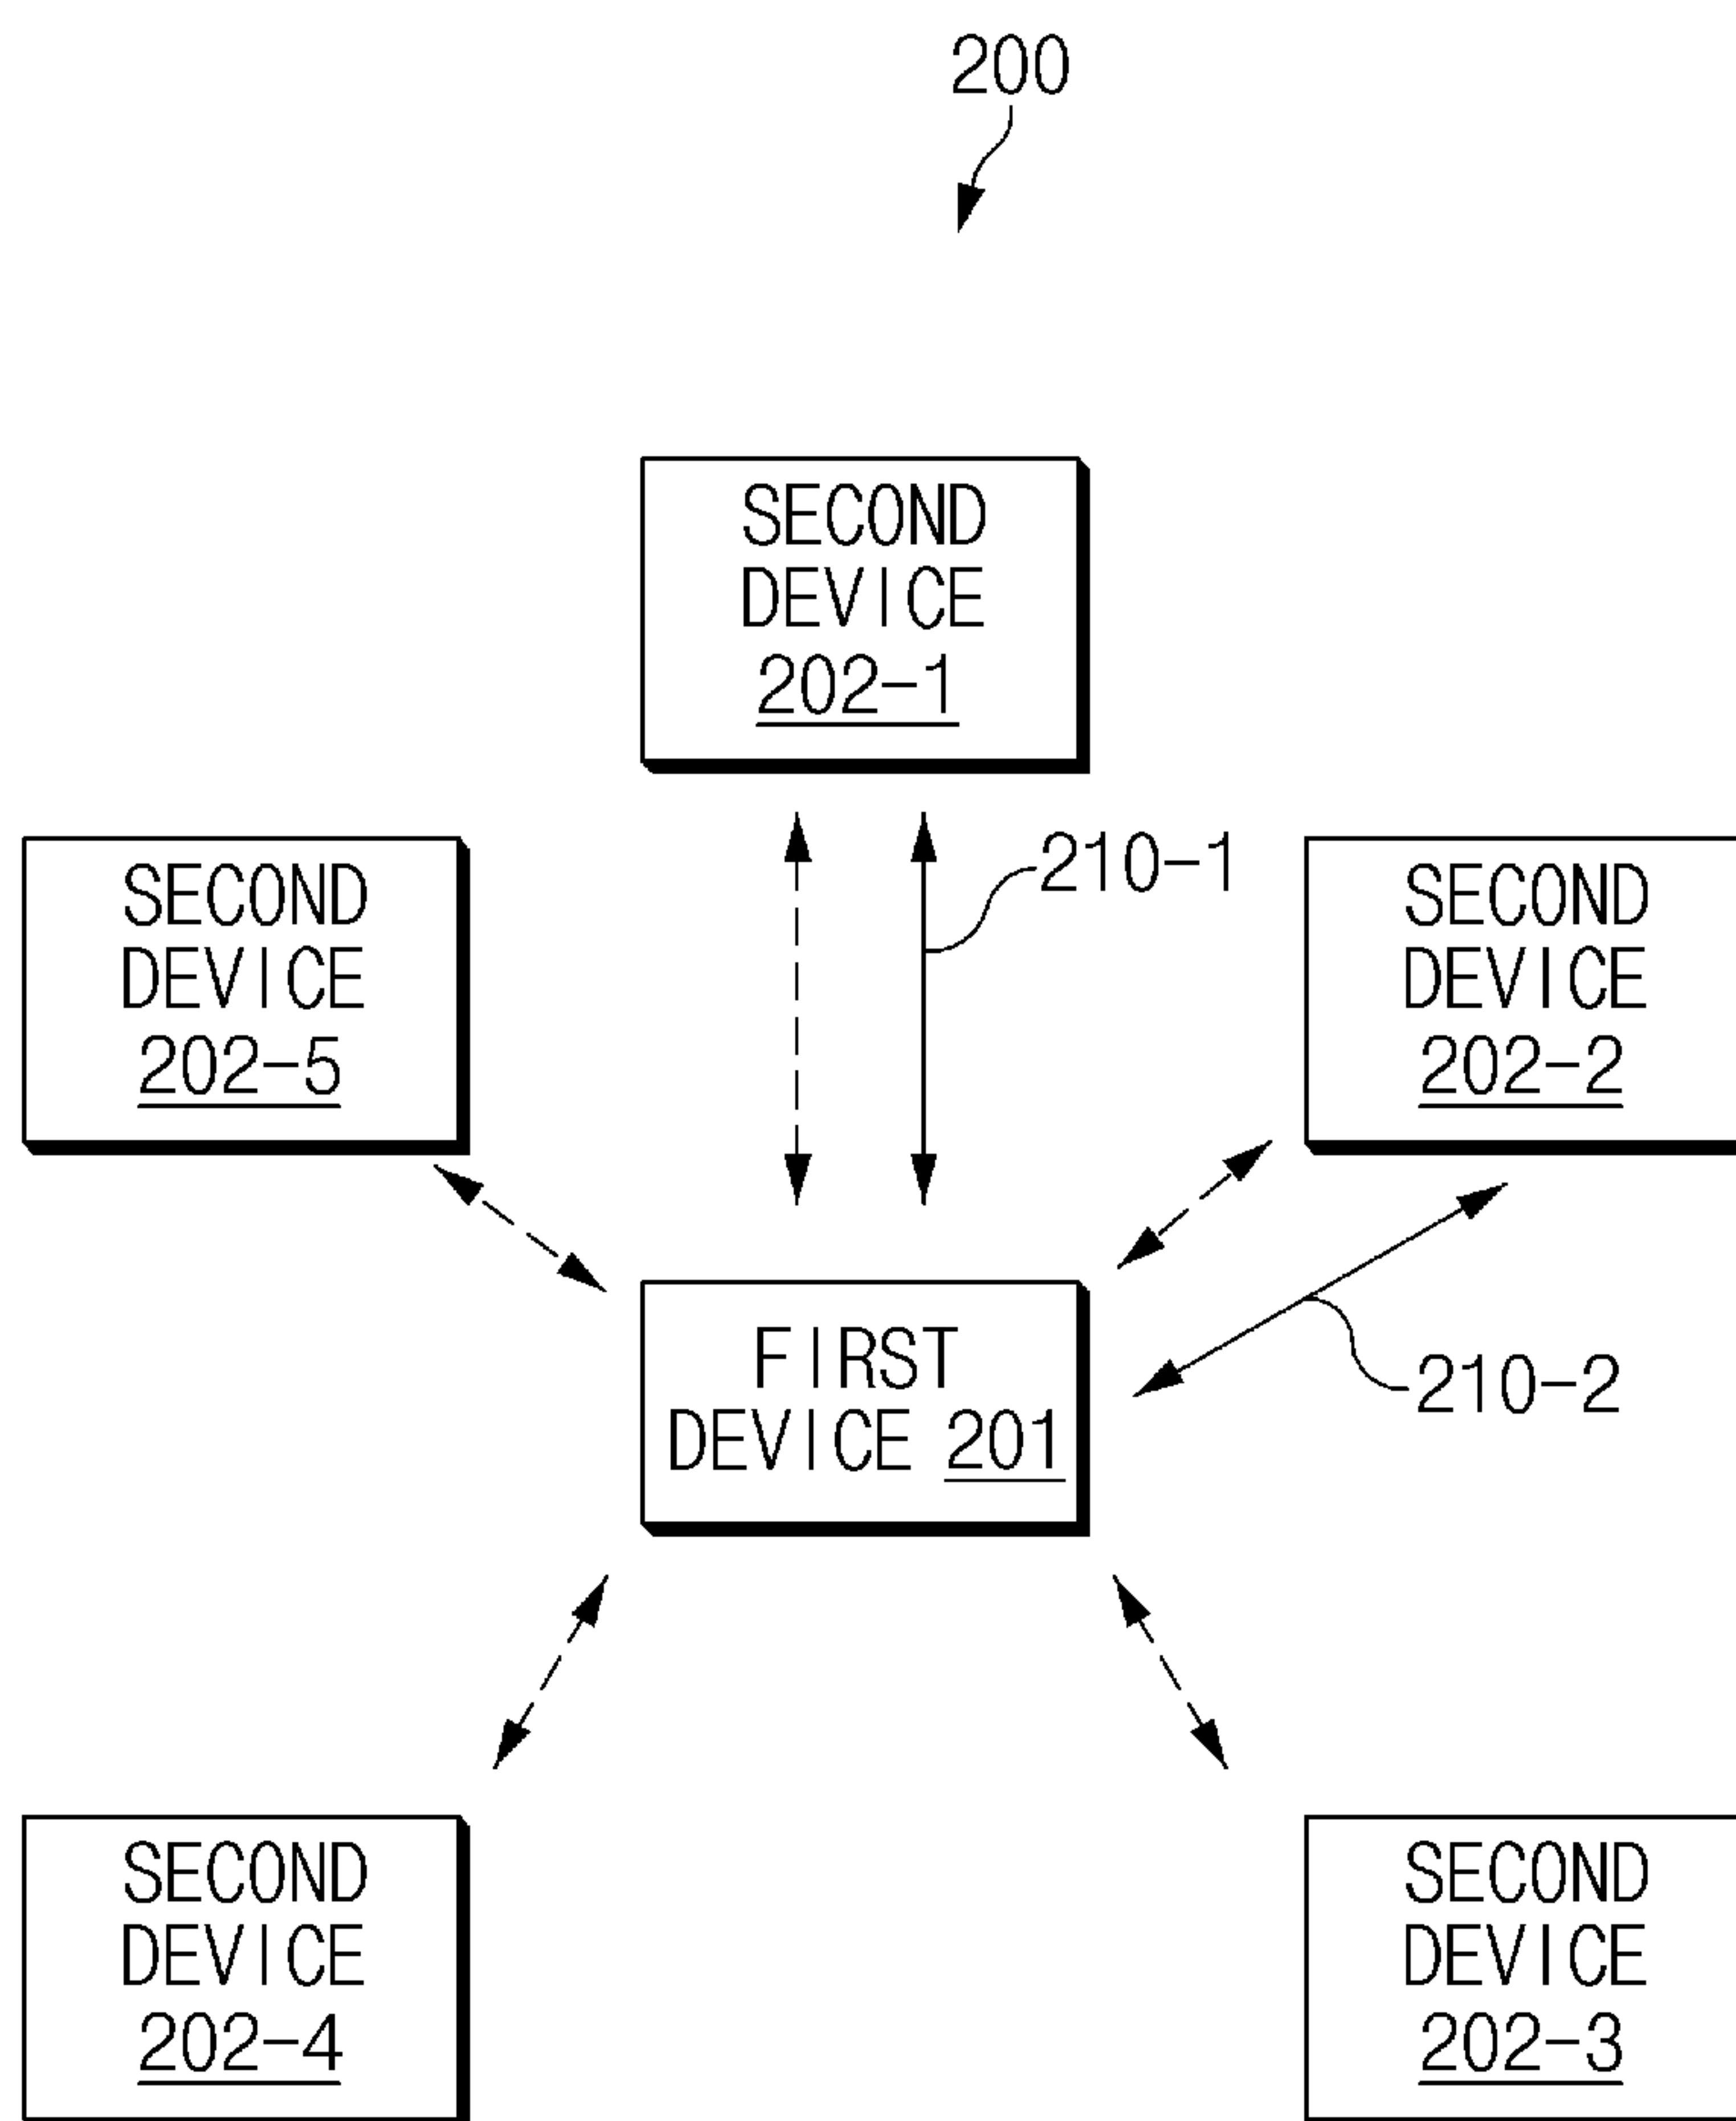 200
SECOND
DEVICE
202-1
210-1
SECOND
DEVICE
202-5
SECOND
DEVICE
202-2
FIRST
DEVICE 201
210-2
SECOND
DEVICE
202-4
SECOND
DEVICE
202-3